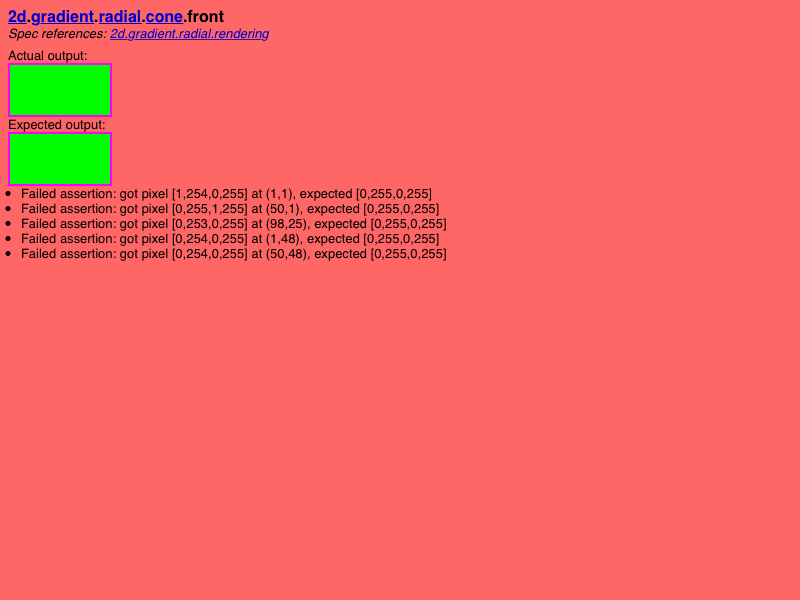 2d.gradient.radial.cone.front
Spec references: 2d.gradient.radial.rendering
Actual output:
Expected output:
• Failed assertion: got pixel [1,254,0,255] at (1,1), expected [0,255,0,255]
• Failed assertion: got pixel [0,255,1,255] at (50,1), expected [0,255,0,255]
• Failed assertion: got pixel [0,253,0,255] at (98,25), expected [0,255,0,255]
• Failed assertion: got pixel [0,254,0,255] at (1,48), expected [0,255,0,255]
• Failed assertion: got pixel [0,254,0,255] at (50,48), expected [0,255,0,255]